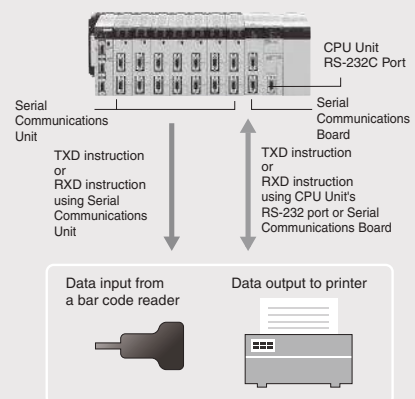 CPU Unit
RS-232C Port
Serial
Communications
Unit
Serial
Communications
Board
TXD instruction
or
RXD instruction
using Serial
Communications
Unit
TXD instruction
or
RXD instruction
using CPU Unit's
RS-232 port or Serial
Communications Board
Data input from
a bar code reader
Data output to printer